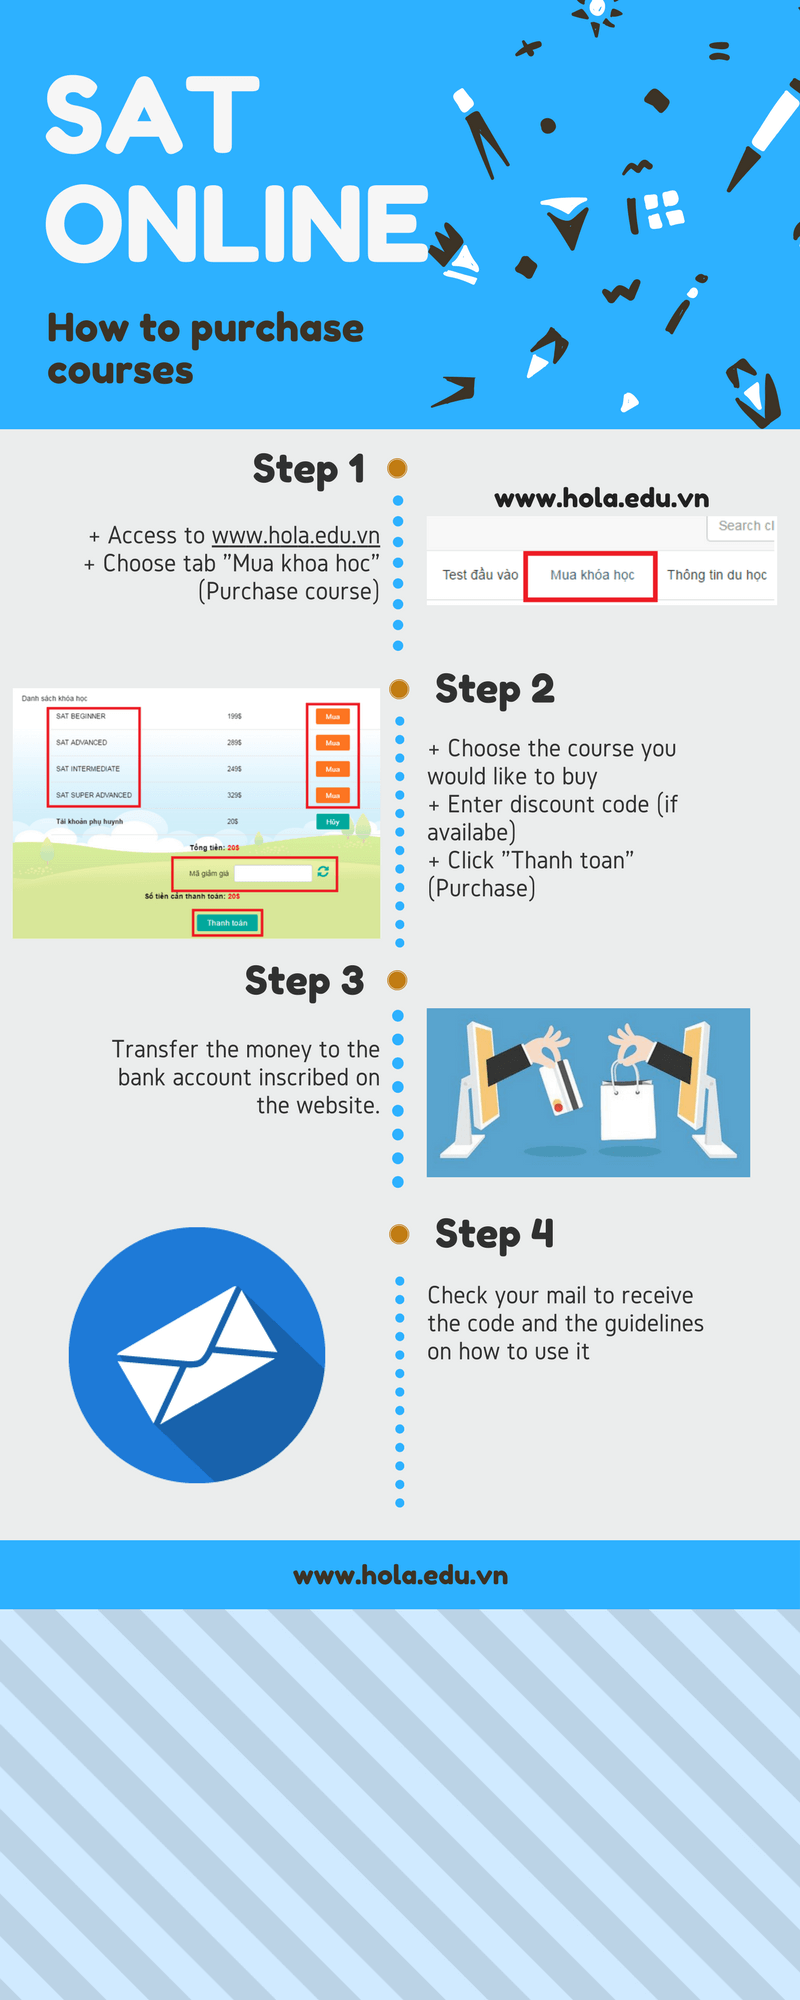 SAT
ONLINE
How to purchase
courses
Step 1
+ Access to www.hola.edu.vn
+ Choose tab "Mua khoa hoc"
(Purchase course)
www.hola.edu.vn
Search cl
Test đầu vào Mua khóa học Thông tin du học
Danh sách khóa học
SAT BEGINNER 199$ Mua
SAT ADVANCED 289$ Mua
SAT INTERMEDIATE 249$ Mua
SAT SUPER ADVANCED 329$ Mua
Tài khoản phụ huynh 20$ Hủy
Tổng tiền: 20$
Mã giảm giá
Số tiền cần thanh toán: 20$
Thanh toán
Step 2
+ Choose the course you
would like to buy
+ Enter discount code (if
availabe)
+ Click "Thanh toan"
(Purchase)
Step 3
Transfer the money to the
bank account inscribed on
the website.
Step 4
Check your mail to receive
the code and the guidelines
on how to use it
www.hola.edu.vn